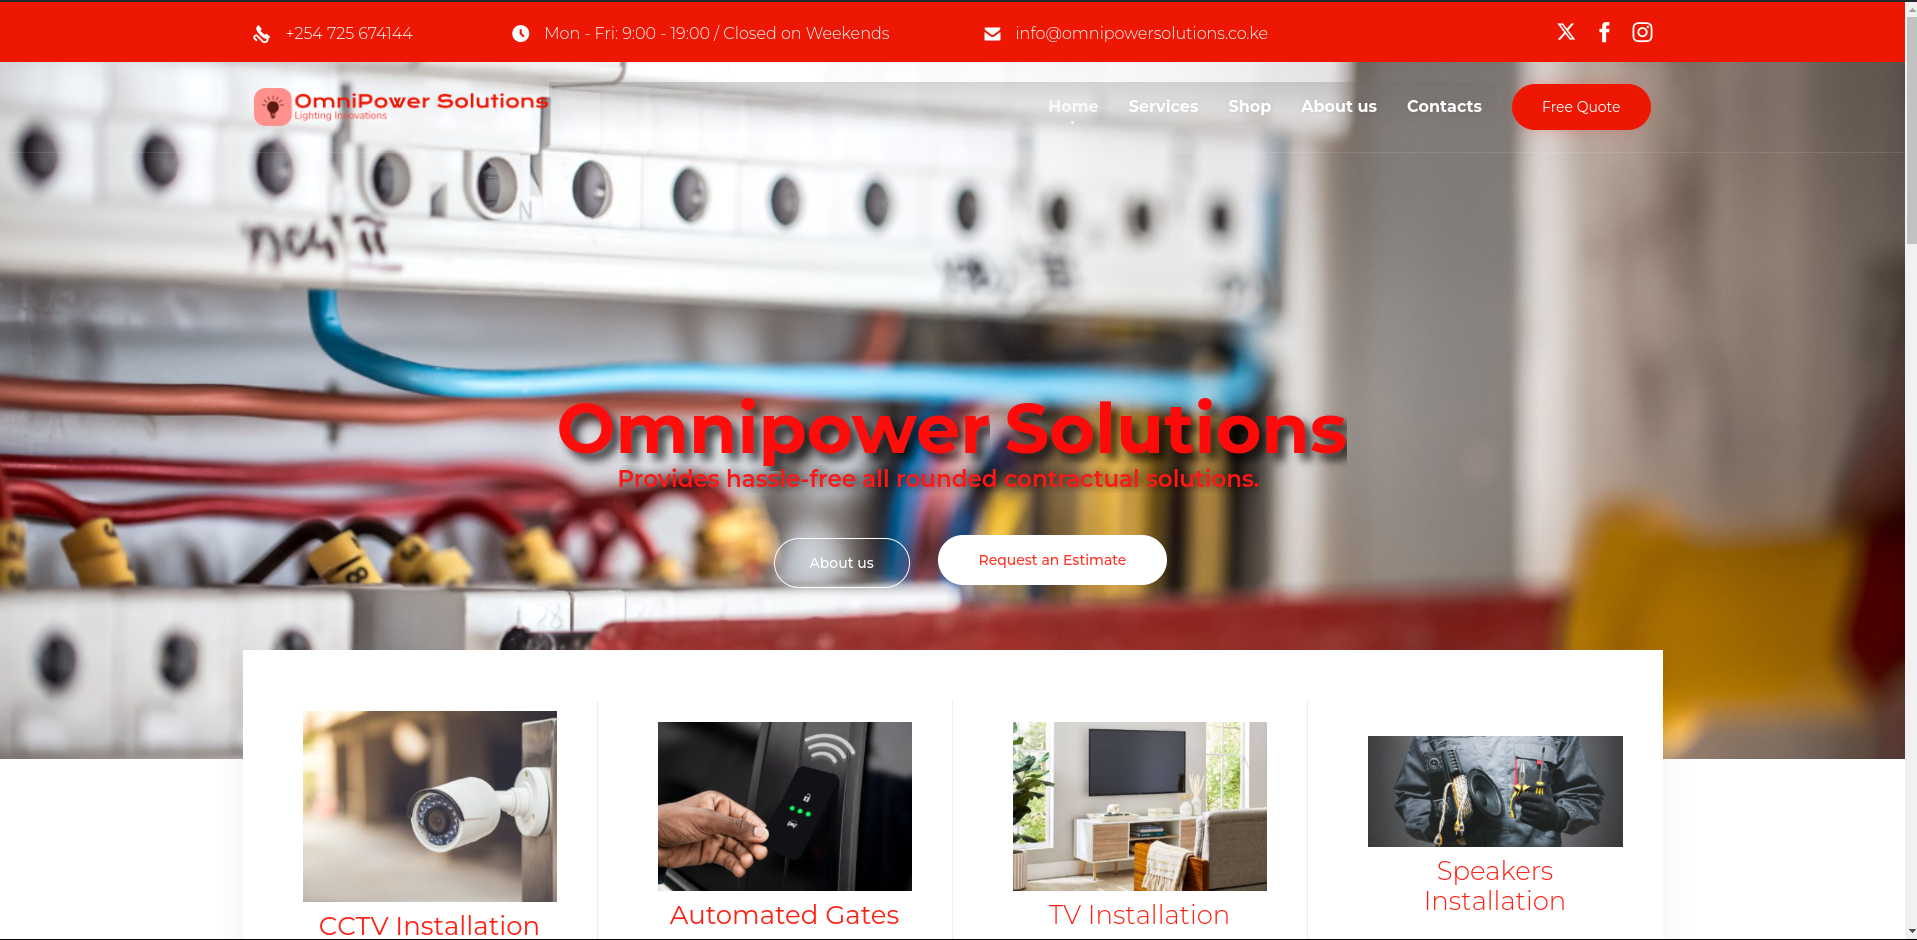 +254 725 674144
Mon - Fri: 9:00 - 19:00 / Closed on Weekends
info@omnipowersolutions.co.ke
OmniPower Solutions
Lighting Innovations
Home
Services
Shop
About us
Contacts
Free Quote
N
Omnipower Solutions
Provides hassle-free all rounded contractual solutions.
About us
Request an Estimate
8
28
CCTV Installation
Automated Gates
TV Installation
Speakers
Installation